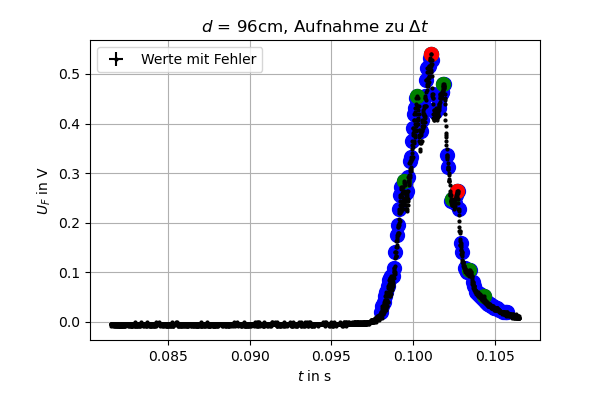 d = 96cm, Aufnahme zu Δt
Werte mit Fehler
U_F in V
0.5
0.4
0.3
0.2
0.1
0.0
0.085 0.090 0.095 0.100 0.105
t in s